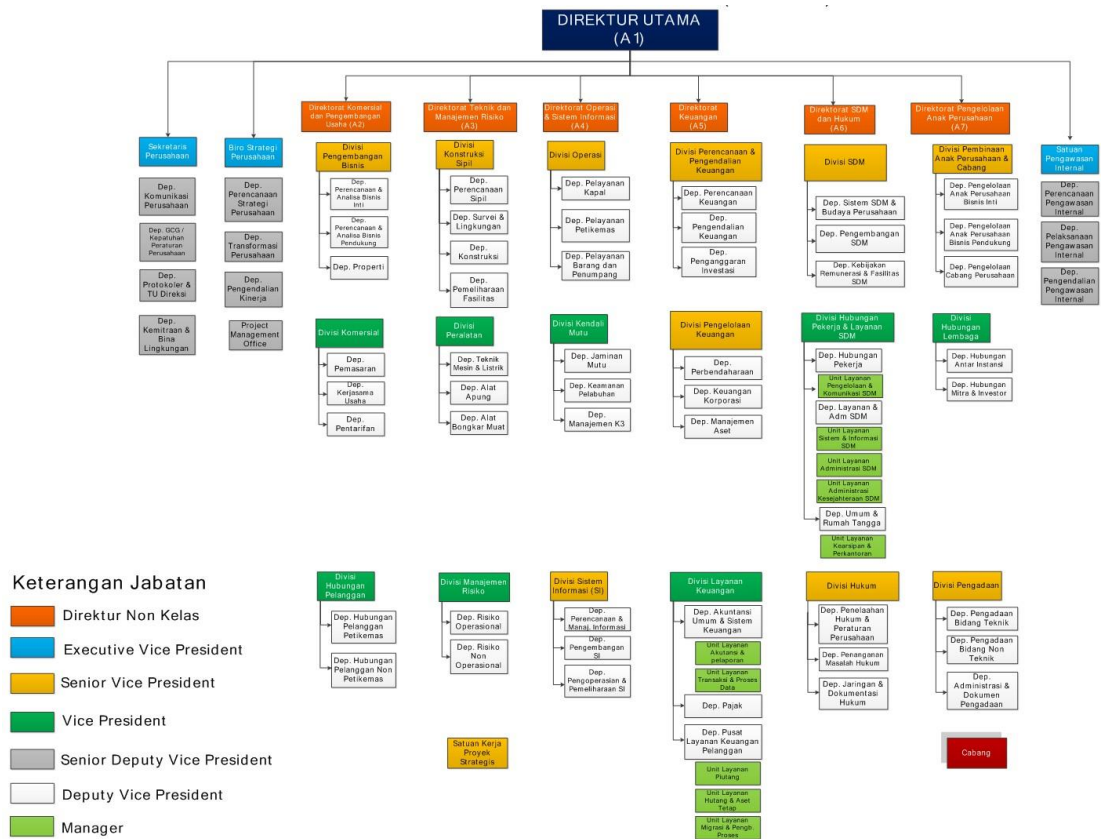 DIREKTUR UTAMA
(A1)
Direktorat Komersial
dan Pengembangan
Usaha (A2)
Direktorat Teknik dan
Manajemen Risiko
(A3)
Direktorat Operasi
& Sistem Informasi
(A4)
Direktorat
Keuangan
(A5)
Direktorat SDM
dan Hukum
(A6)
Direktorat Pengelolaan
Anak Perusahaan
(A7)
Sekretaris
Perusahaan
Biro Strategi
Perusahaan
Divisi
Pengembangan
Bisnis
Divisi
Konstruksi
Sipil
Divisi Operasi
Divisi Perencanaan &
Pengendalian
Keuangan
Divisi SDM
Divisi Pembinaan
Anak Perusahaan &
Cabang
Satuan
Pengawasan
Internal
Dep.
Komunikasi
Perusahaan
Dep. GCG /
Kepatuhan
Peraturan
Perusahaan
Dep.
Protokoler &
TU Direksi
Dep.
Kemitraan &
Bina
Lingkungan
Dep.
Perencanaan
Strategi
Perusahaan
Dep.
Transformasi
Perusahaan
Dep.
Pengendalian
Kinerja
Project
Management
Office
Dep.
Perencanaan &
Analisa Bisnis
Inti
Dep.
Perencanaan &
Analisa Bisnis
Pendukung
Dep. Properti
Dep.
Perencanaan
Sipil
Dep. Survei &
Lingkungan
Dep.
Konstruksi
Dep.
Pemeliharaan
Fasilitas
Dep. Pelayanan
Kapal
Dep. Pelayanan
Petikemas
Dep. Pelayanan
Barang dan
Penumpang
Dep. Perencanaan
Keuangan
Dep.
Pengendalian
Keuangan
Dep.
Penganggaran
Investasi
Dep. Sistem SDM &
Budaya Perusahaan
Dep. Pengembangan
SDM
Dep. Kebijakan
Remunerasi & Fasilitas
SDM
Dep. Pengelolaan
Anak Perusahaan
Bisnis Inti
Dep. Pengelolaan
Anak Perusahaan
Bisnis Pendukung
Dep. Pengelolaan
Cabang Perusahaan
Dep.
Perencanaan
Pengawasan
Internal
Dep.
Pelaksanaan
Pengawasan
Internal
Dep.
Pengendalian
Pengawasan
Internal
Divisi Komersial
Dep.
Pemasaran
Dep.
Kerjasama
Usaha
Dep.
Pentarifan
Divisi
Peralatan
Dep. Teknik
Mesin & Listrik
Dep. Alat
Apung
Dep. Alat
Bongkar Muat
Divisi Kendali
Mutu
Dep. Jaminan
Mutu
Dep. Keamanan
Pelabuhan
Dep.
Manajemen K3
Divisi Pengelolaan
Keuangan
Dep.
Perbendaharaan
Dep. Keuangan
Korporasi
Dep. Manajemen
Aset
Divisi Hubungan
Pekerja & Layanan
SDM
Dep. Hubungan
Pekerja
Unit Layanan
Pengelolaan &
Komunikasi SDM
Dep. Layanan &
Adm SDM
Unit Layanan
Sistem & Informasi
SDM
Unit Layanan
Administrasi SDM
Unit Layanan
Administrasi
Kesejahteraan SDM
Dep. Umum &
Rumah Tangga
Unit Layanan
Kearsipan &
Perkantoran
Divisi
Hubungan
Lembaga
Dep. Hubungan
Antar Instansi
Dep. Hubungan
Mitra & Investor
Divisi
Hubungan
Pelanggan
Dep. Hubungan
Pelanggan
Petikemas
Dep. Hubungan
Pelanggan Non
Petikemas
Divisi Manajemen
Risiko
Dep. Risiko
Operasional
Dep. Risiko
Non
Operasional
Satuan Kerja
Proyek
Strategis
Divisi Sistem
Informasi (SI)
Dep.
Perencanaan &
Manaj. Informasi
Dep.
Pengembangan
SI
Dep.
Pengoperasian &
Pemeliharaan SI
Divisi Layanan
Keuangan
Dep. Akuntansi
Umum & Sistem
Keuangan
Unit Layanan
Akutansi &
pelaporan
Unit Layanan
Transaksi & Proses
Data
Dep. Pajak
Dep. Pusat
Layanan Keuangan
Pelanggan
Unit Layanan
Piutang
Unit Layanan
Hutang & Aset
Tetap
Unit Layanan
Migrasi & Pengb.
Proses
Divisi Hukum
Dep. Penelaahan
Hukum &
Peraturan
Perusahaan
Dep. Penanganan
Masalah Hukum
Dep. Jaringan &
Dokumentasi
Hukum
Divisi Pengadaan
Dep. Pengadaan
Bidang Teknik
Dep. Pengadaan
Bidang Non
Teknik
Dep.
Administrasi &
Dokumen
Pengadaan
Cabang
Keterangan Jabatan
Direktur Non Kelas
Executive Vice President
Senior Vice President
Vice President
Senior Deputy Vice President
Deputy Vice President
Manager